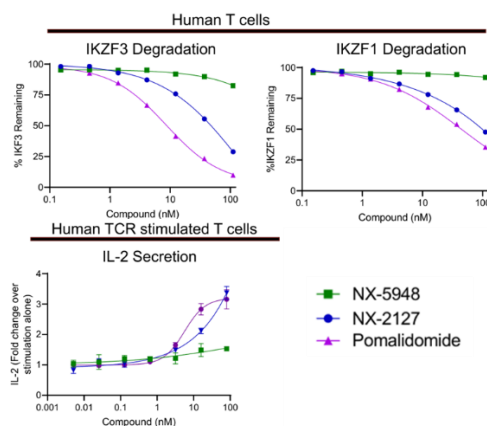 Human T cells
IKZF3 Degradation
% IKF3 Remaining
100
75
50
25
0
0.1
1
10
100
Compound (nM)
IKZF1 Degradation
%IKZF1 Remaining
100
75
50
25
0
0.1
1
10
100
Compound (nM)
Human TCR stimulated T cells
IL-2 Secretion
IL-2 (Fold change over
stimulation alone)
4
3
2
1
0
0.001
0.01
0.1
1
10
100
Compound (nM)
NX-5948
NX-2127
Pomalidomide